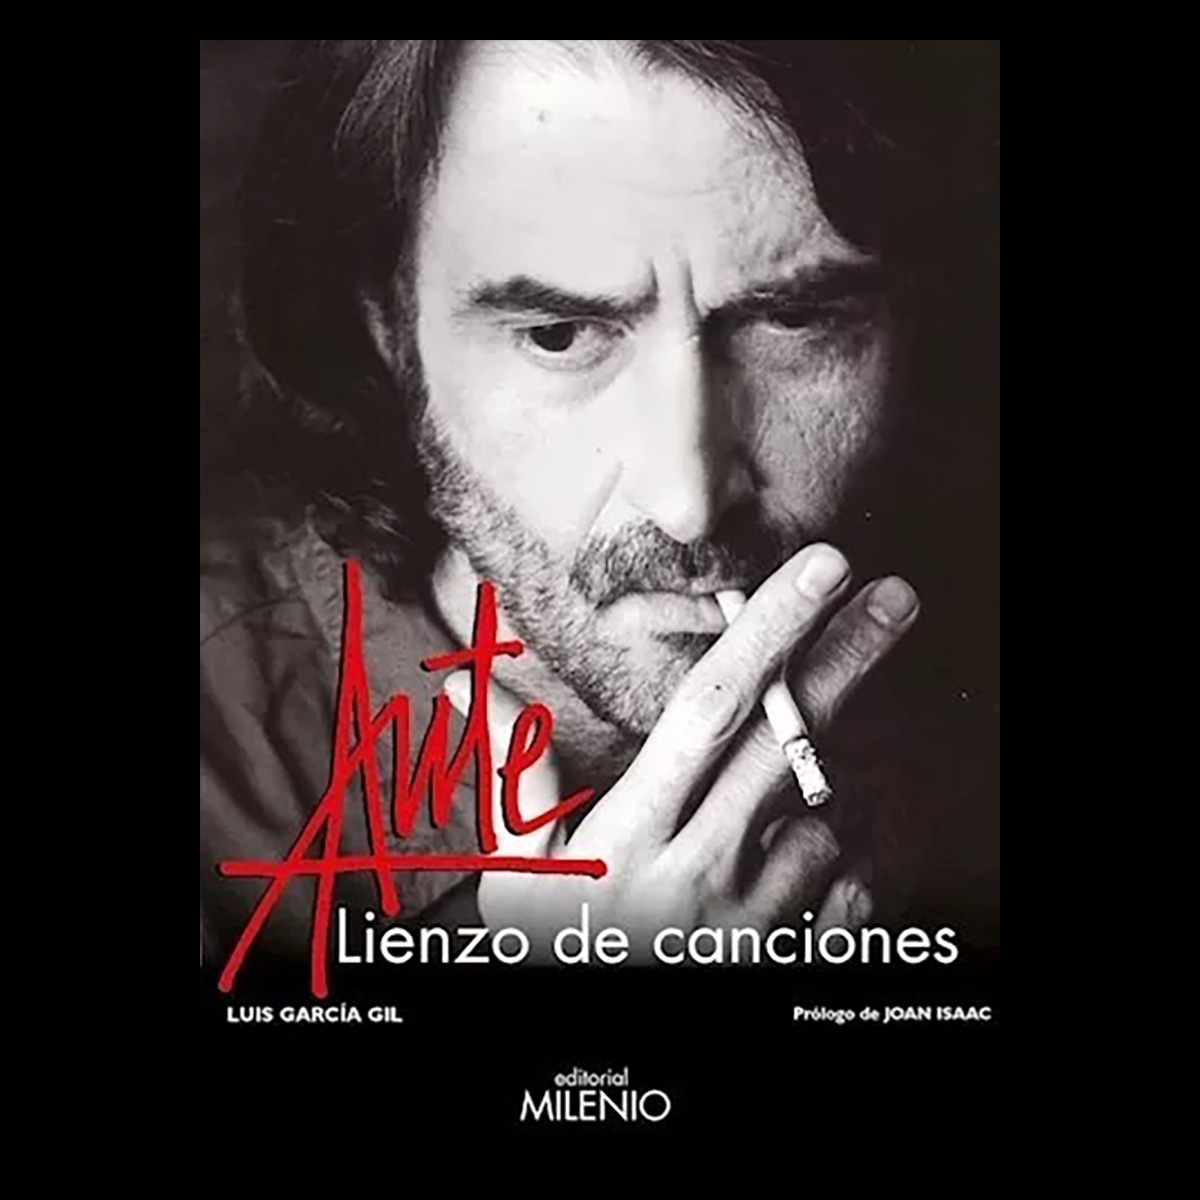 Aute
Lienzo de canciones
LUIS GARCÍA GIL
Prólogo de JOAN ISAAC
editorial
MILENIO